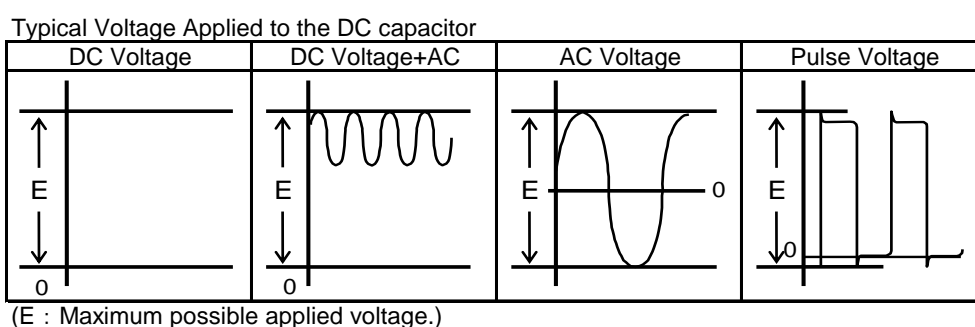 Typical Voltage Applied to the DC capacitor
DC Voltage DC Voltage+AC AC Voltage Pulse Voltage
E E E 0 E
0
0 0
(E：Maximum possible applied voltage.)